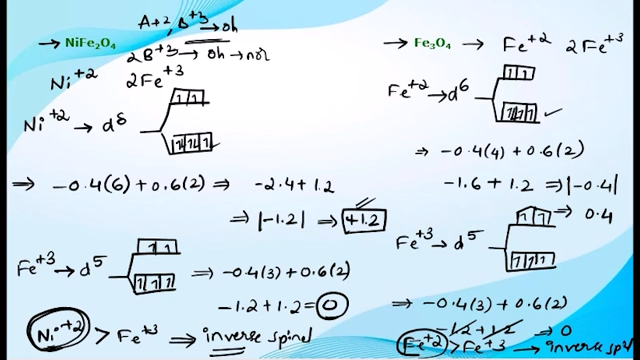 A+2, B+3 → oh
→ NiFe2O4
2B+3 → oh → not
Ni+2 2Fe+3
Ni+2 → d8
⇒ -0.4(6) + 0.6(2) ⇒ -2.4 + 1.2
⇒ |-1.2| ⇒ +1.2
Fe+3 → d5
⇒ -0.4(3) + 0.6(2)
-1.2 + 1.2 = 0
Ni+2 > Fe+3 ⇒ inverse spinel
→ Fe3O4 → Fe+2 2Fe+3
Fe+2 → d6
⇒ -0.4(4) + 0.6(2)
-1.6 + 1.2 ⇒ |-0.4|
⇒ 0.4
Fe+3 → d5
⇒ -0.4(3) + 0.6(2)
-1.2 + 1.2 ⇒ 0
Fe+2 > Fe+3 → inverse spi